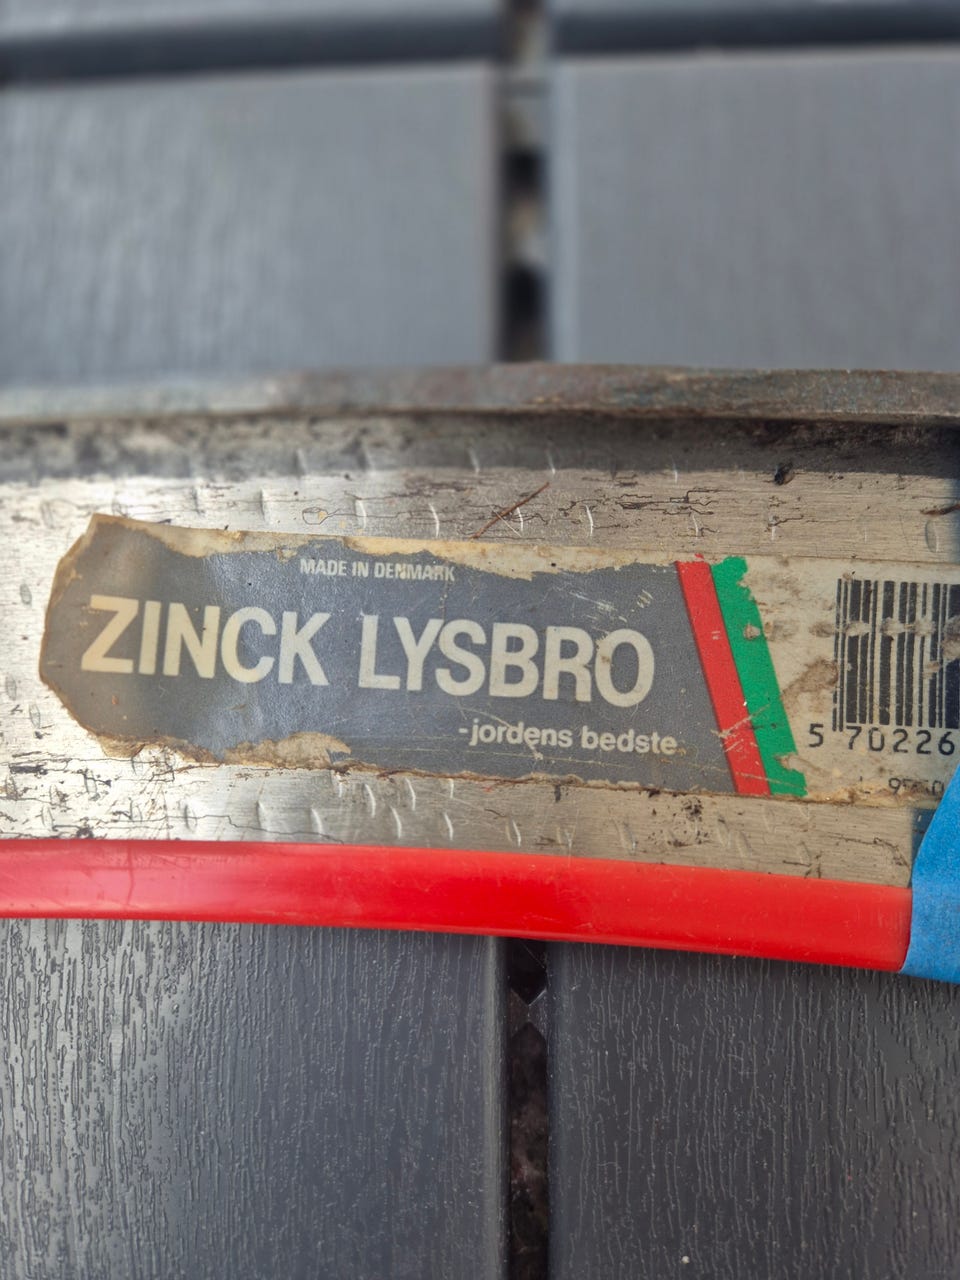 MADE IN DENMARK
ZINCK LYSBRO
-jordens bedste
5 70226